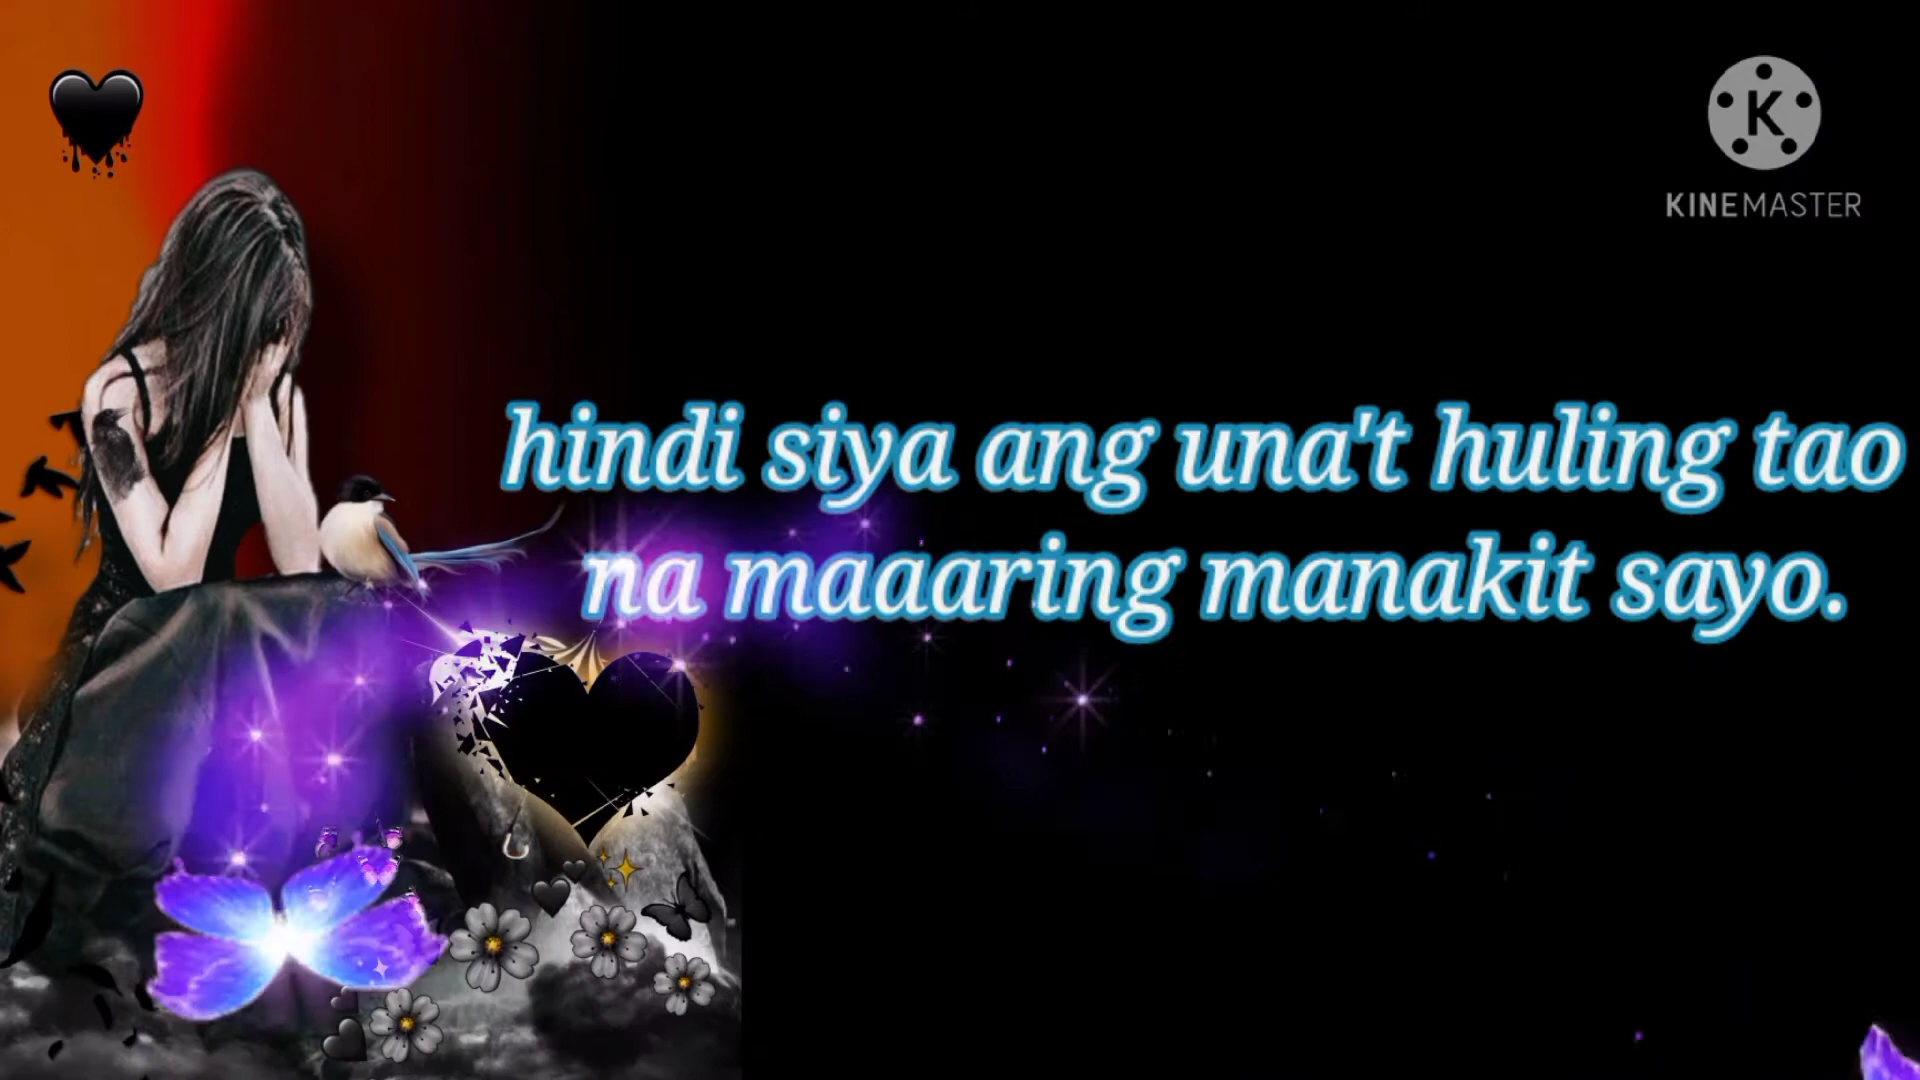 K
KINEMASTER
hindi siya ang una't huling tao
na maaaring manakit sayo.